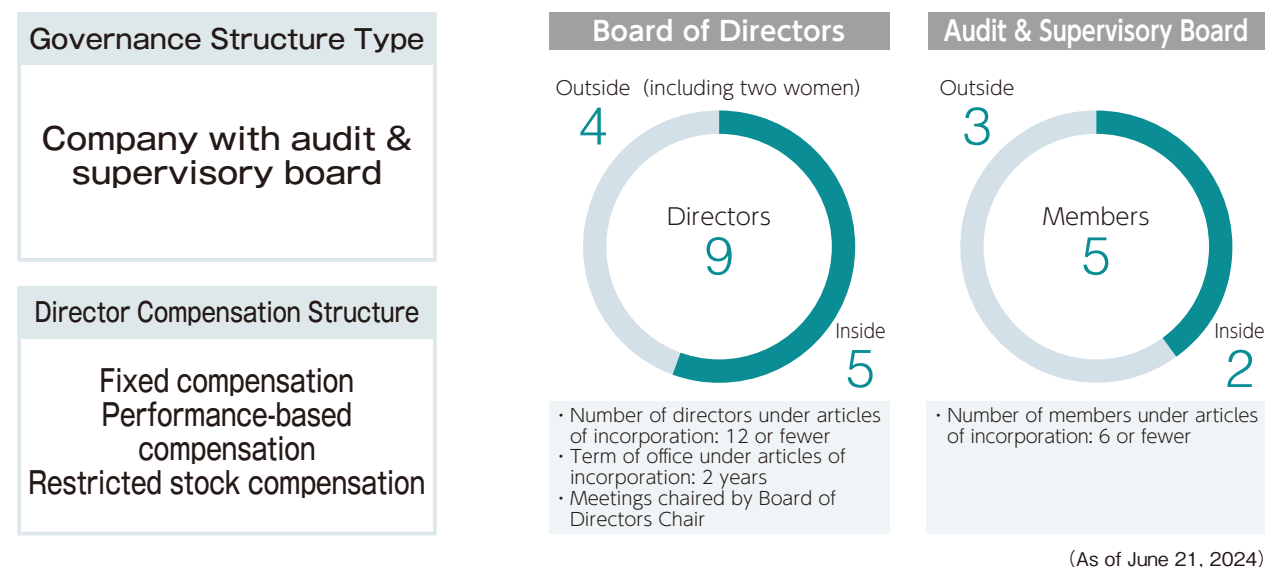 Governance Structure Type
Company with audit &
supervisory board
Director Compensation Structure
Fixed compensation
Performance-based
compensation
Restricted stock compensation
Board of Directors
Outside (including two women)
4
Directors
9
Inside
5
・Number of directors under articles
of incorporation: 12 or fewer
・Term of office under articles of
incorporation: 2 years
・Meetings chaired by Board of
Directors Chair
Audit & Supervisory Board
Outside
3
Members
5
Inside
2
・Number of members under articles
of incorporation: 6 or fewer
(As of June 21, 2024)